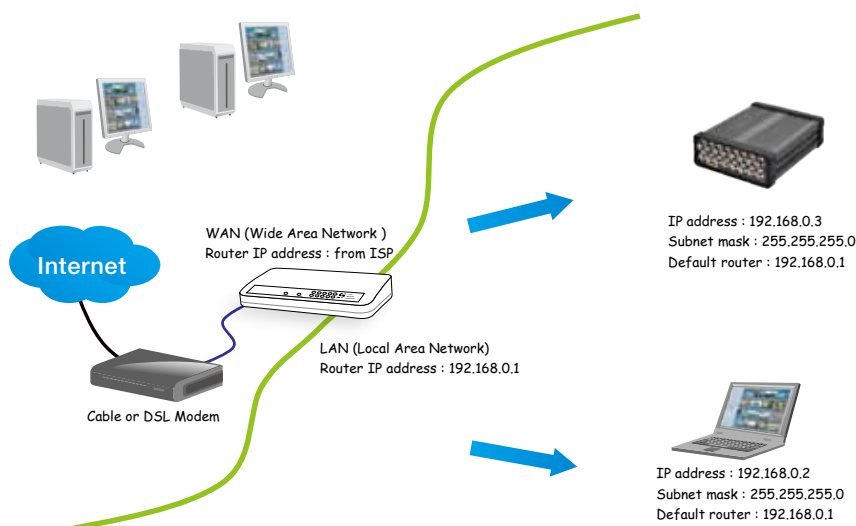 WAN (Wide Area Network )
Router IP address : from ISP
Internet
LAN (Local Area Network)
Router IP address : 192.168.0.1
Cable or DSL Modem
IP address : 192.168.0.3
Subnet mask : 255.255.255.0
Default router : 192.168.0.1
IP address : 192.168.0.2
Subnet mask : 255.255.255.0
Default router : 192.168.0.1